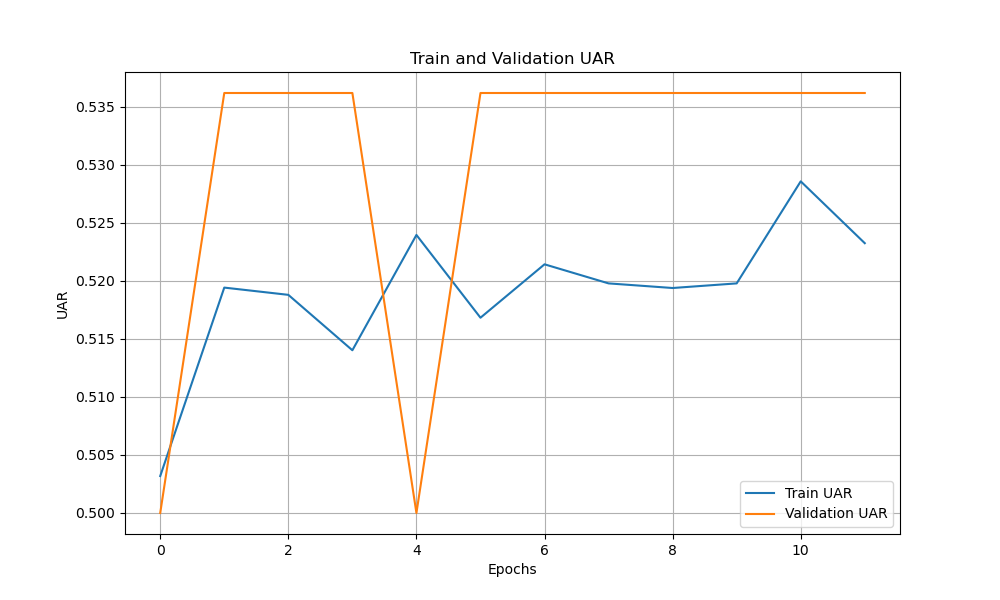 Train and Validation UAR
UAR
0.535
0.530
0.525
0.520
0.515
0.510
0.505
0.500
0 2 4 6 8 10
Epochs
Train UAR
Validation UAR